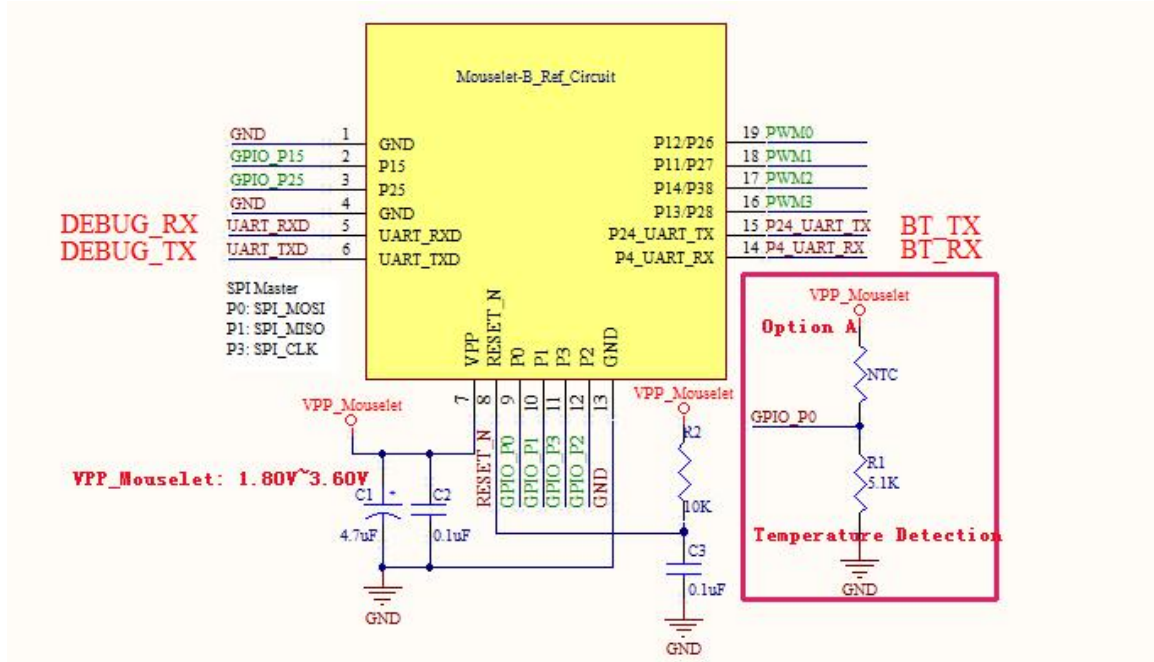 Mouselet-B_Ref_Circuit
GND 1 GND
GPIO_P15 2 P15
GPIO_P25 3 P25
GND 4 GND
DEBUG_RX UART_RXD 5 UART_RXD
DEBUG_TX UART_TXD 6 UART_TXD
P12/P26 19 PWM0
P11/P27 18 PWM1
P14/P38 17 PWM2
P13/P28 16 PWM3
P24_UART_TX 15 P24_UART_TX BT_TX
P4_UART_RX 14 P4_UART_RX BT_RX
SPI Master
P0: SPI_MOSI
P1: SPI_MISO
P3: SPI_CLK
VPP
RESET_N
P0
P1
P3
P2
GND
7
8
9
10
11
12
13
RESET_N
GPIO_P0
GPIO_P1
GPIO_P3
GPIO_P2
GND
VPP_Mouselet
VPP_Mouselet: 1.80V~3.60V
C1
+
4.7uF
C2
0.1uF
GND
VPP_Mouselet
R2
10K
C3
0.1uF
GND
VPP_Mouselet
Option A
NTC
GPIO_P0
R1
5.1K
Temperature Detection
GND